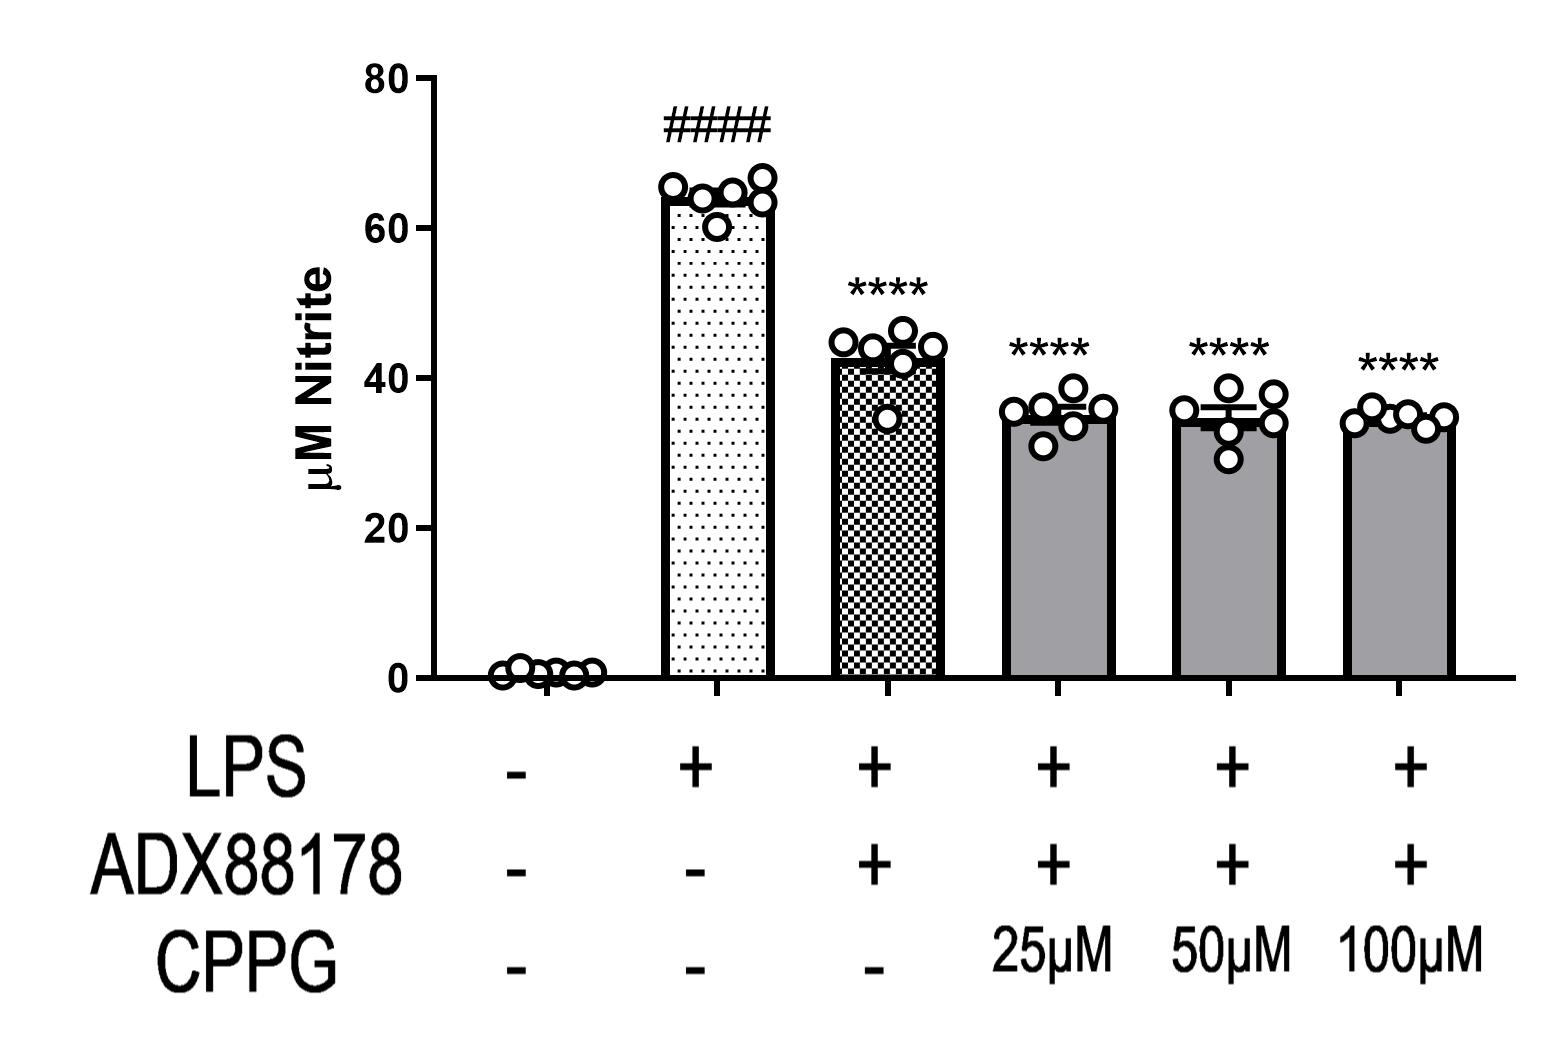 80
####
60
****
****
****
****
40
20
0
μM Nitrite
LPS - + + + + +
ADX88178 - - + + + +
CPPG - - - 25μM 50μM 100μM